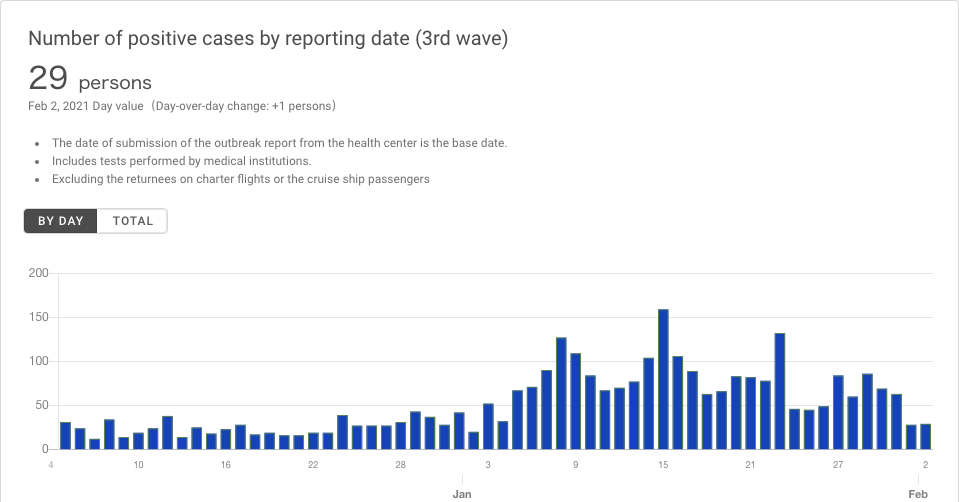 Number of positive cases by reporting date (3rd wave)
29 persons
Feb 2, 2021 Day value（Day-over-day change: +1 persons）
• The date of submission of the outbreak report from the health center is the base date.
• Includes tests performed by medical institutions.
• Excluding the returnees on charter flights or the cruise ship passengers
BY DAY TOTAL
200
150
100
50
0
4 10 16 22 28 3 9 15 21 27 2
Jan Feb